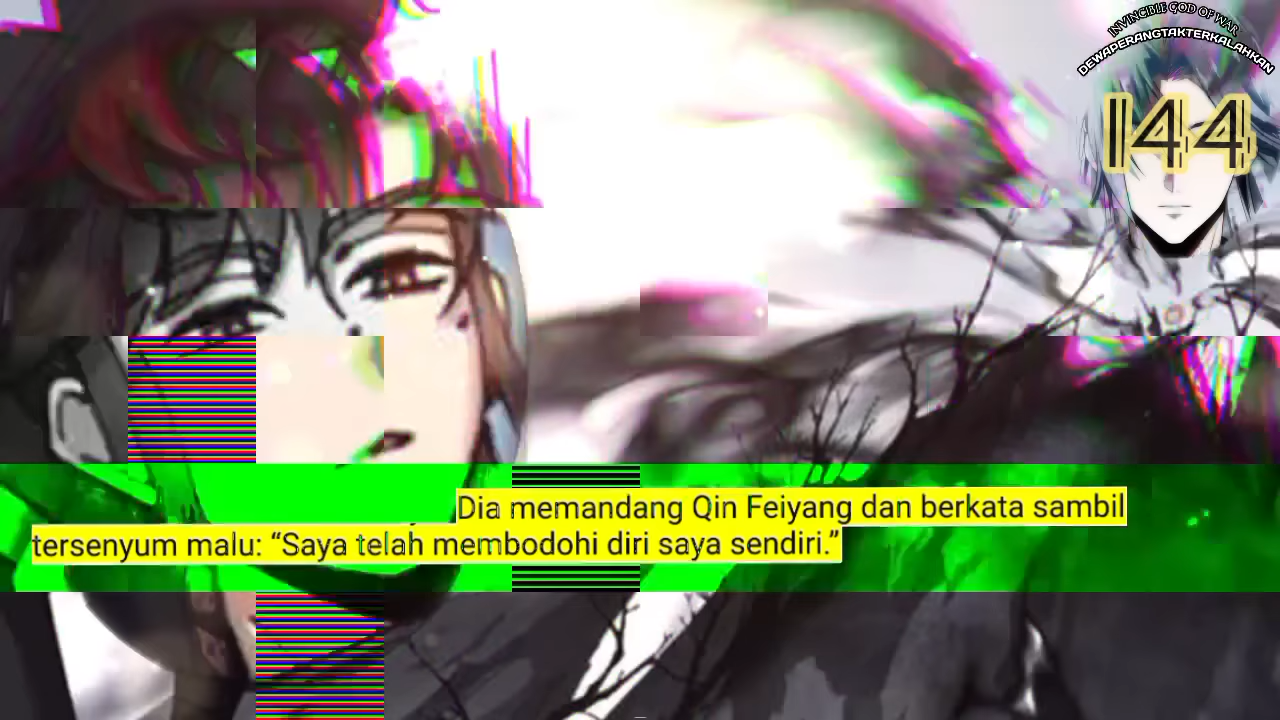 INVINCIBLE GOD OF WAR
DEWAPERANGTAKTERKALAHKAN
144
Dia memandang Qin Feiyang dan berkata sambil
tersenyum malu: “Saya telah membodohi diri saya sendiri.”